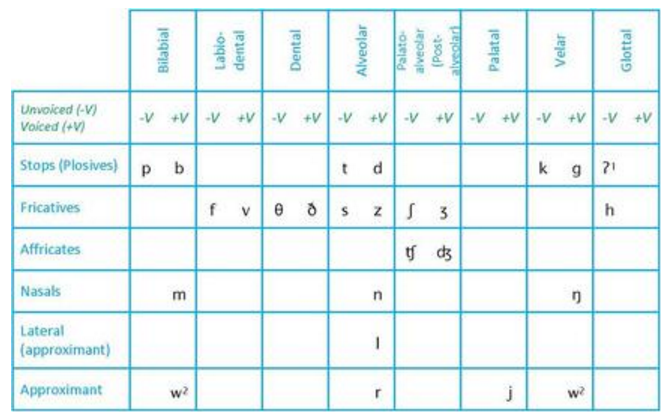 Bilabial Labio-dental Dental Alveolar Palato-alveolar (Post-alveolar) Palatal Velar Glottal
Unvoiced (-V)
Voiced (+V) -V +V -V +V -V +V -V +V -V +V -V +V -V +V -V +V
Stops (Plosives) p b t d k g ʔ¹
Fricatives f v θ ð s z ʃ ʒ h
Affricates ʧ ʤ
Nasals m n ŋ
Lateral
(approximant) l
Approximant w² r j w²